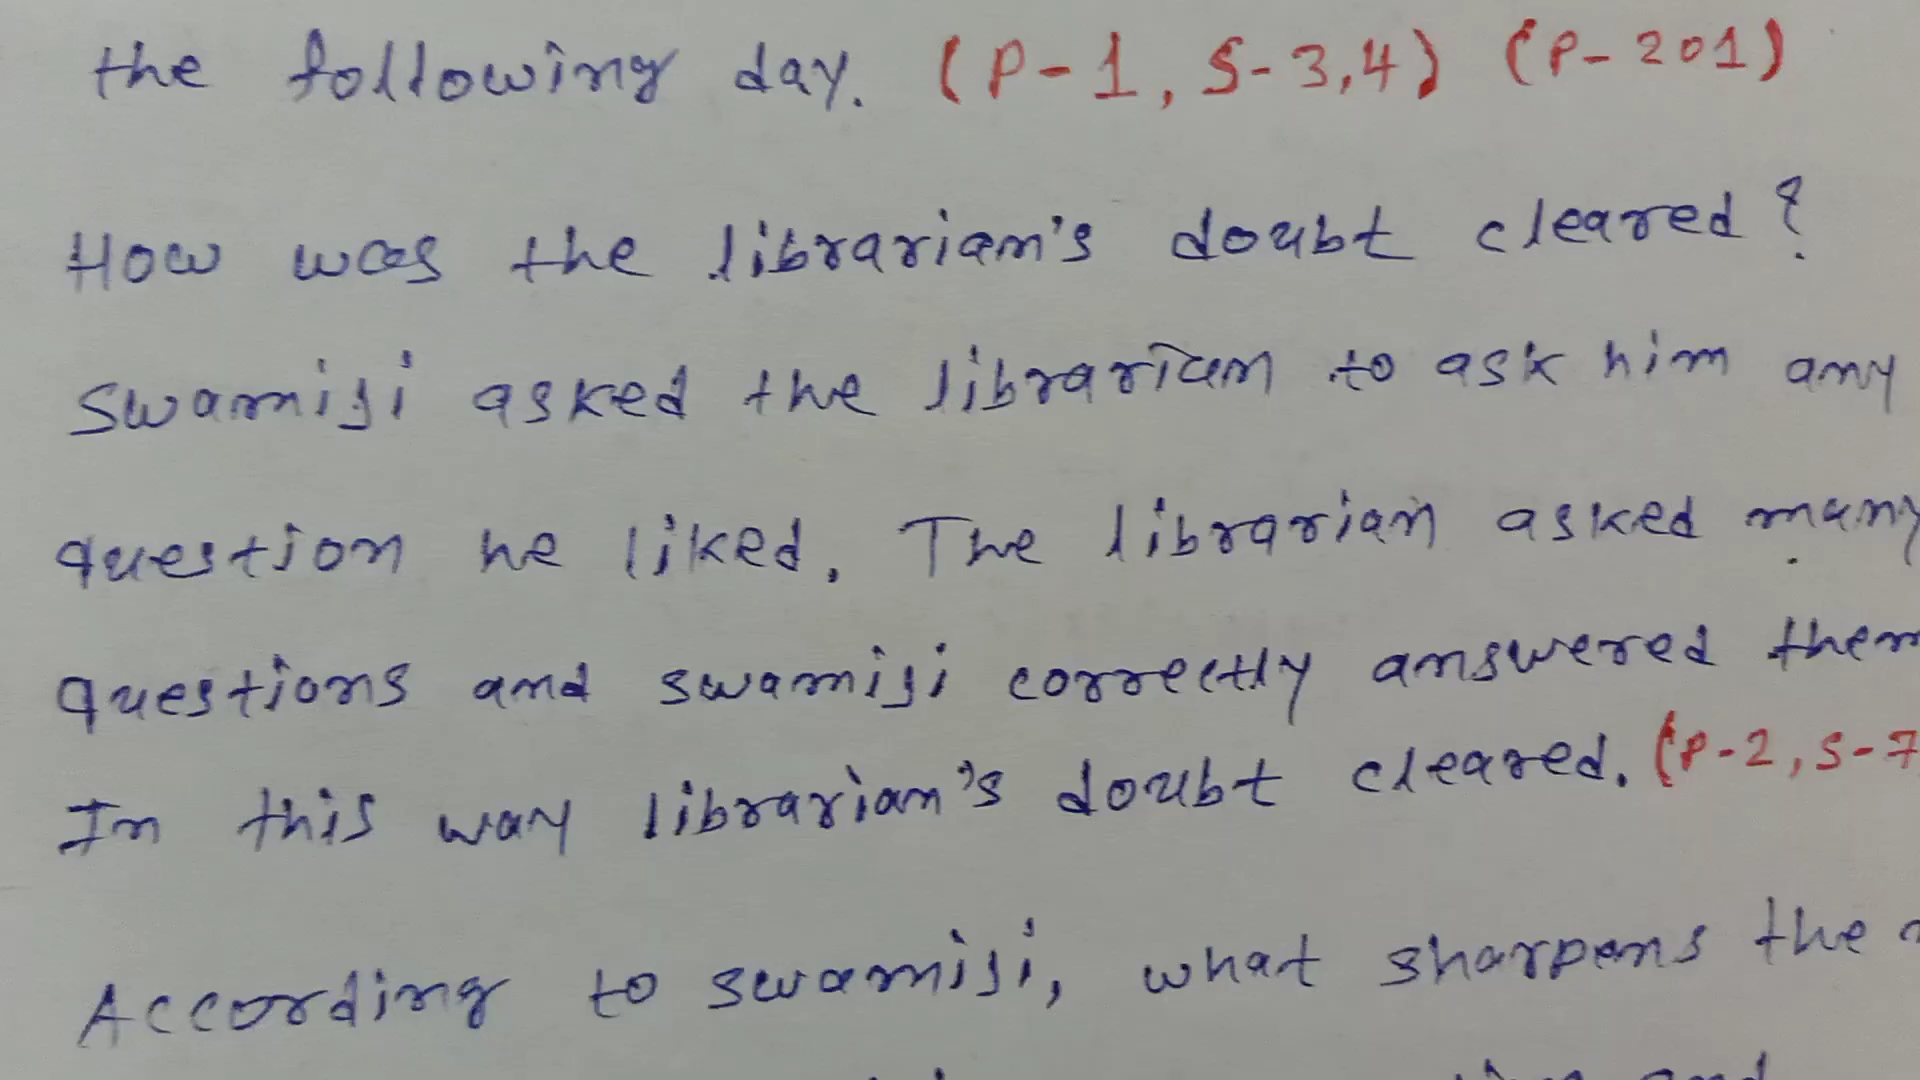 the following day. (P-1, S-3,4) (P-201)
How was the librarian's doubt cleared?
Swamiji asked the librarian to ask him any
question he liked. The librarian asked many
questions and swamiji correctly answered them
In this way librarian's doubt cleared. (P-2, S-7
According to swamiji, what sharpens the
and